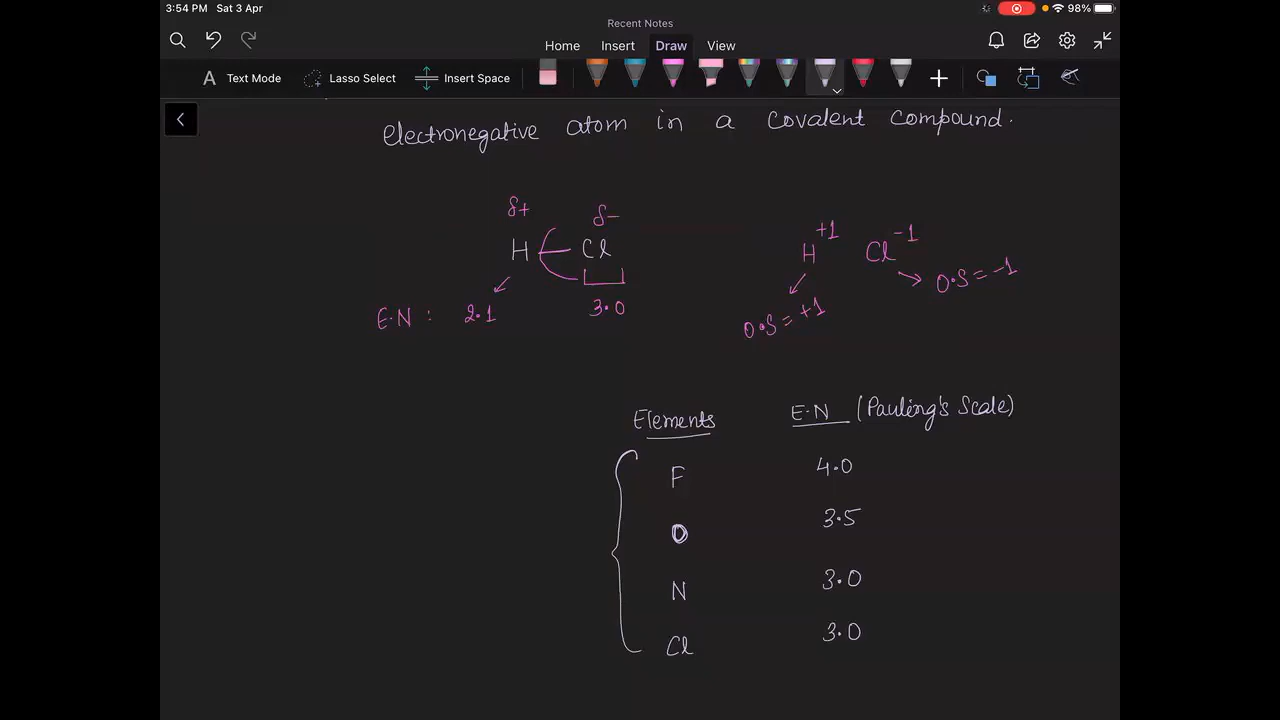 3:54 PM Sat 3 Apr
98%
Recent Notes
Home Insert Draw View
Text Mode Lasso Select Insert Space
electronegative atom in a covalent compound.
δ+ δ-
H Cl
E.N : 2.1 3.0
H+1 Cl-1
O.S = +1 O.S = -1
Elements E.N (Pauling's Scale)
F 4.0
O 3.5
N 3.0
Cl 3.0